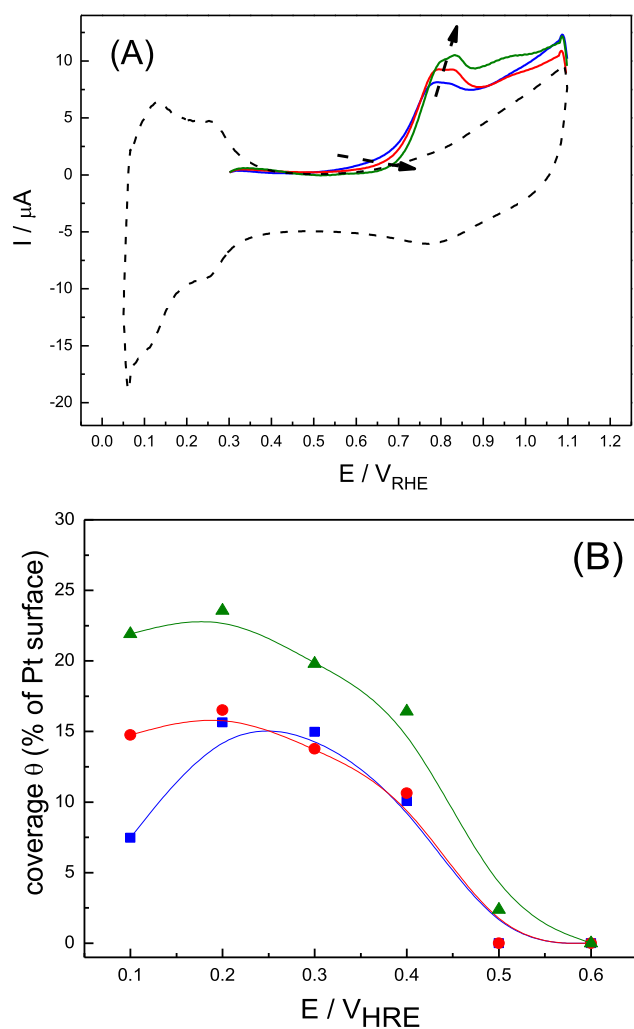 (A)
10
5
0
-5
-10
-15
-20
I / μA
0.0 0.1 0.2 0.3 0.4 0.5 0.6 0.7 0.8 0.9 1.0 1.1 1.2
E / V_RHE
(B)
30
25
20
15
10
5
0
coverage θ (% of Pt surface)
0.1 0.2 0.3 0.4 0.5 0.6
E / V_HRE